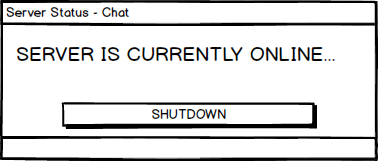 Server Status - Chat
SERVER IS CURRENTLY ONLINE...
SHUTDOWN